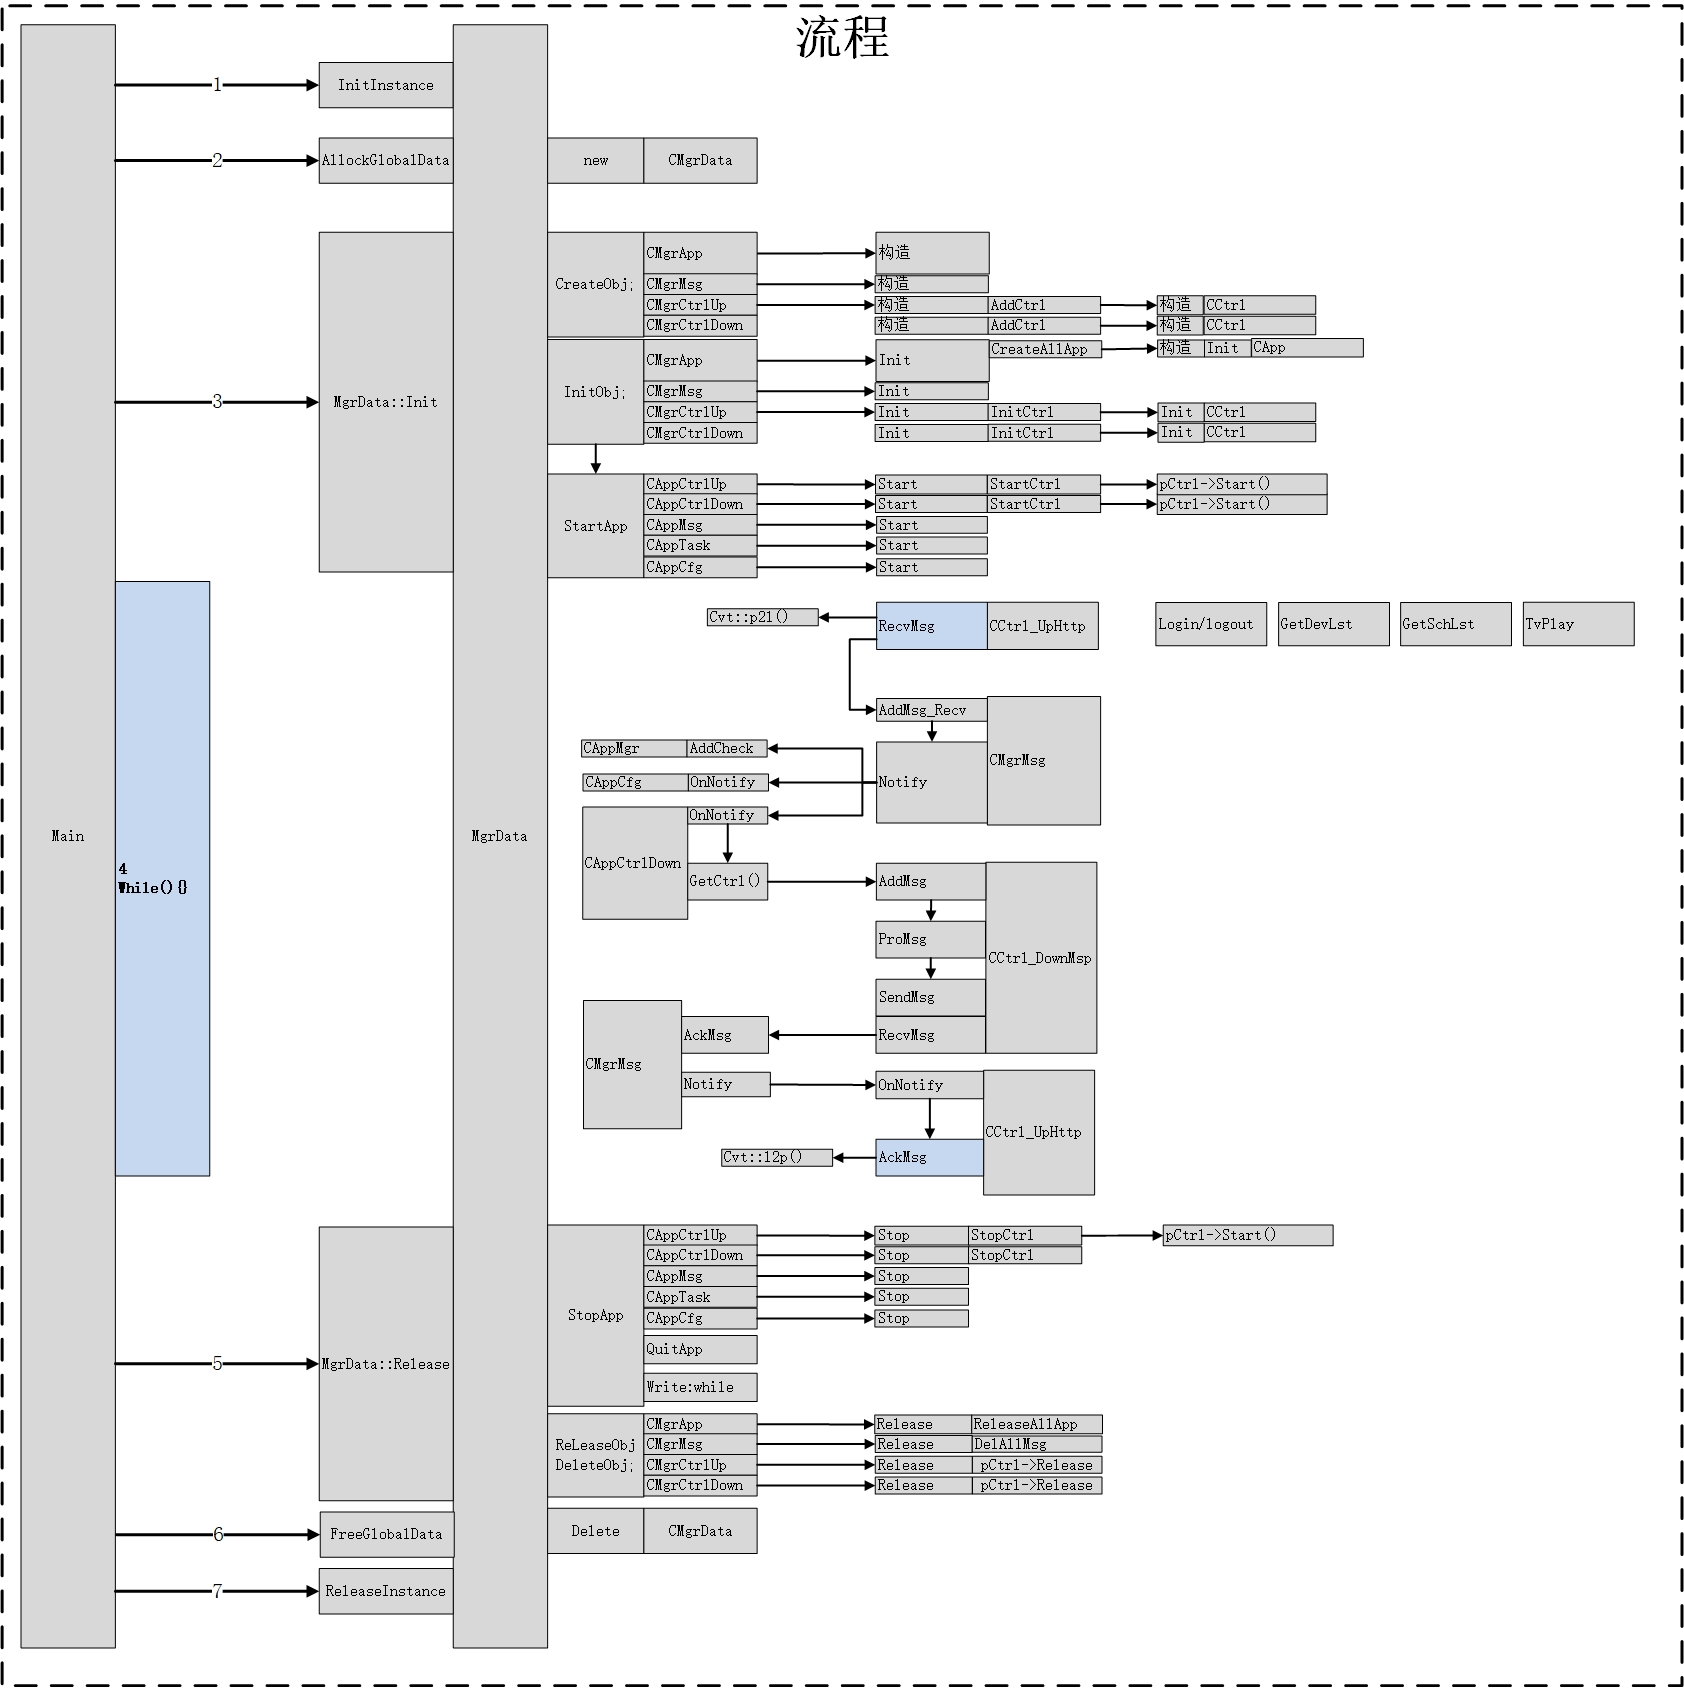 流程
1
InitInstance
2
AllockGlobalData
new
CMgrData
3
MgrData::Init
CreateObj;
CMgrApp
构造
CMgrMsg
构造
CMgrCtrlUp
构造
AddCtrl
构造
CCtrl
CMgrCtrlDown
构造
AddCtrl
构造
CCtrl
InitObj;
CMgrApp
Init
CreateAllApp
构造
Init
CApp
CMgrMsg
Init
CMgrCtrlUp
Init
InitCtrl
Init
CCtrl
CMgrCtrlDown
Init
InitCtrl
Init
CCtrl
StartApp
CAppCtrlUp
Start
StartCtrl
pCtrl->Start()
CAppCtrlDown
Start
StartCtrl
pCtrl->Start()
CAppMsg
Start
CAppTask
Start
CAppCfg
Start
Cvt::p2l()
RecvMsg
CCtrl_UpHttp
Login/logout
GetDevLst
GetSchLst
TvPlay
AddMsg_Recv
CMgrMsg
Notify
CAppMgr
AddCheck
CAppCfg
OnNotify
Main
MgrData
4
While(){}
CAppCtrlDown
OnNotify
GetCtrl()
AddMsg
ProMsg
CCtrl_DownMsp
SendMsg
RecvMsg
CMgrMsg
AckMsg
Notify
OnNotify
CCtrl_UpHttp
Cvt::l2p()
AckMsg
5
MgrData::Release
StopApp
CAppCtrlUp
Stop
StopCtrl
pCtrl->Start()
CAppCtrlDown
Stop
StopCtrl
CAppMsg
Stop
CAppTask
Stop
CAppCfg
Stop
QuitApp
Write:while
ReLeaseObj
DeleteObj;
CMgrApp
Release
ReleaseAllApp
CMgrMsg
Release
DelAllMsg
CMgrCtrlUp
Release
pCtrl->Release
CMgrCtrlDown
Release
pCtrl->Release
6
FreeGlobalData
Delete
CMgrData
7
ReleaseInstance